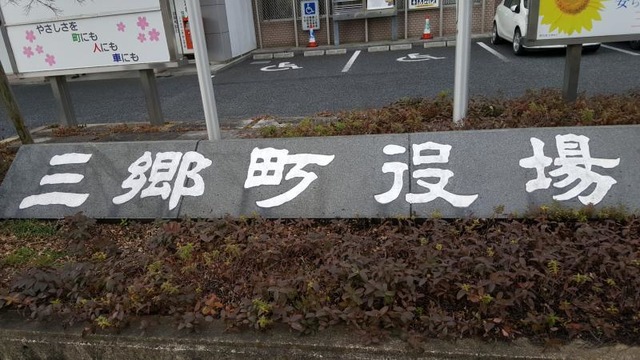 やさしさを
町にも
人にも
車にも
三郷町役場